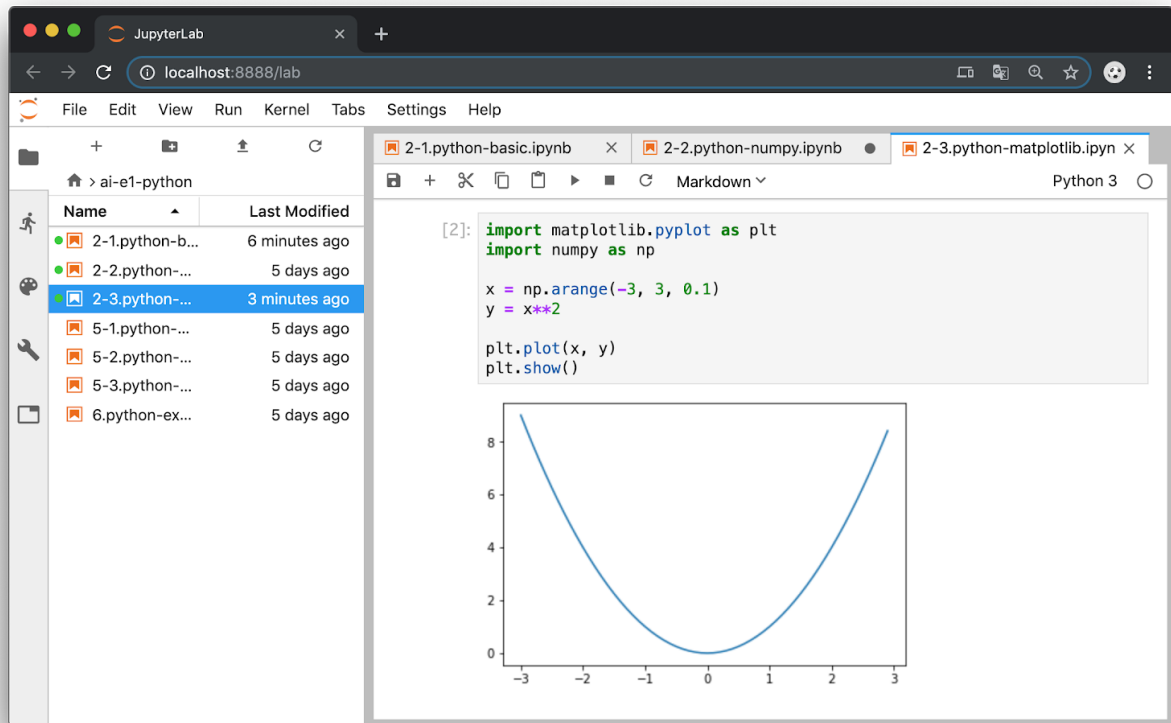 JupyterLab
localhost:8888/lab
File Edit View Run Kernel Tabs Settings Help
> ai-e1-python
Name Last Modified
2-1.python-b... 6 minutes ago
2-2.python-... 5 days ago
2-3.python-... 3 minutes ago
5-1.python-... 5 days ago
5-2.python-... 5 days ago
5-3.python-... 5 days ago
6.python-ex... 5 days ago
2-1.python-basic.ipynb 2-2.python-numpy.ipynb 2-3.python-matplotlib.ipyn
Markdown Python 3
[2]: import matplotlib.pyplot as plt
import numpy as np
x = np.arange(-3, 3, 0.1)
y = x**2
plt.plot(x, y)
plt.show()
8
6
4
2
0
−3 −2 −1 0 1 2 3